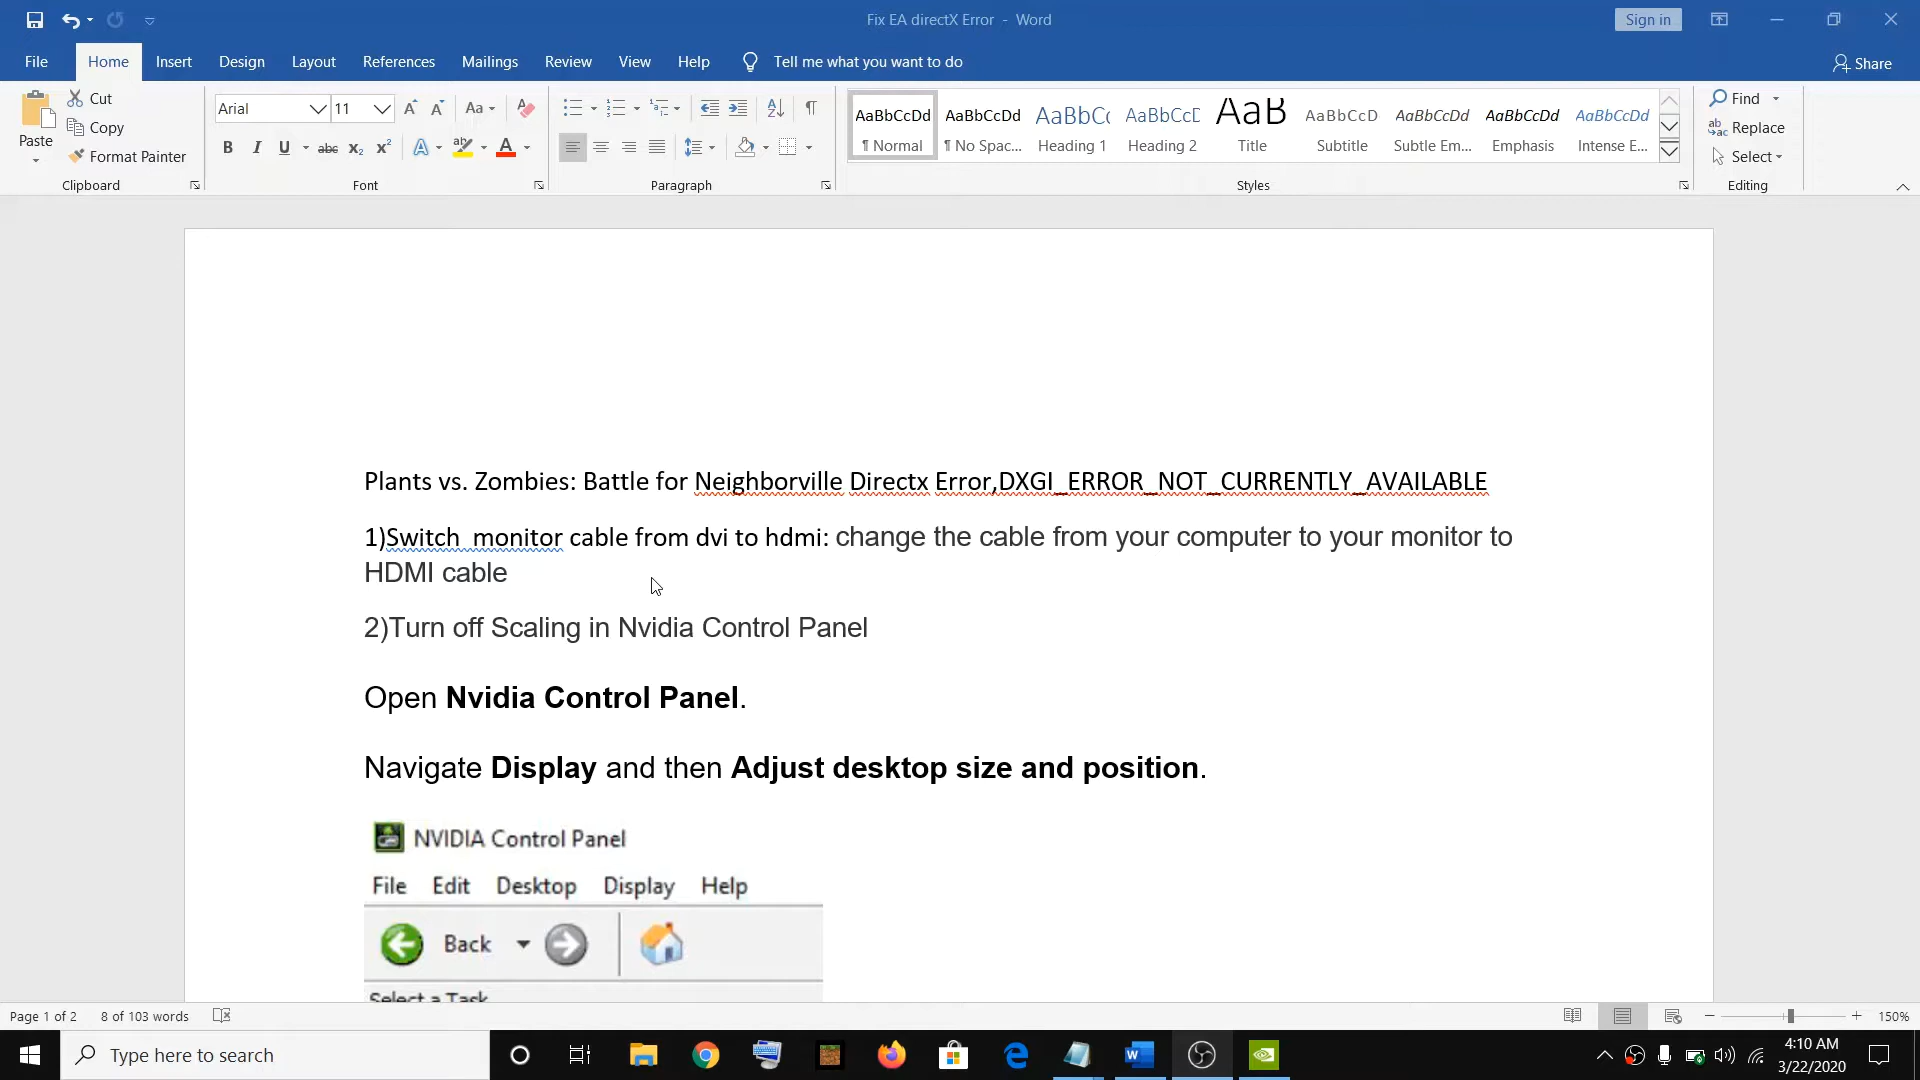 Fix EA directX Error - Word
Sign in
File Home Insert Design Layout References Mailings Review View Help Tell me what you want to do Share
Cut
Copy
Format Painter
Paste
Clipboard
Arial 11
Font
Paragraph
AaBbCcDd AaBbCcDd AaBbCc AaBbCcD AaB AaBbCcD AaBbCcDd AaBbCcDd AaBbCcDd
¶ Normal ¶ No Spac... Heading 1 Heading 2 Title Subtitle Subtle Em... Emphasis Intense E...
Styles
Find
Replace
Select
Editing
Plants vs. Zombies: Battle for Neighborville Directx Error,DXGI_ERROR_NOT_CURRENTLY_AVAILABLE
1)Switch monitor cable from dvi to hdmi: change the cable from your computer to your monitor to
HDMI cable
2)Turn off Scaling in Nvidia Control Panel
Open Nvidia Control Panel.
Navigate Display and then Adjust desktop size and position.
NVIDIA Control Panel
File Edit Desktop Display Help
Back
Select a Task
Page 1 of 2 8 of 103 words 150%
Type here to search
4:10 AM
3/22/2020